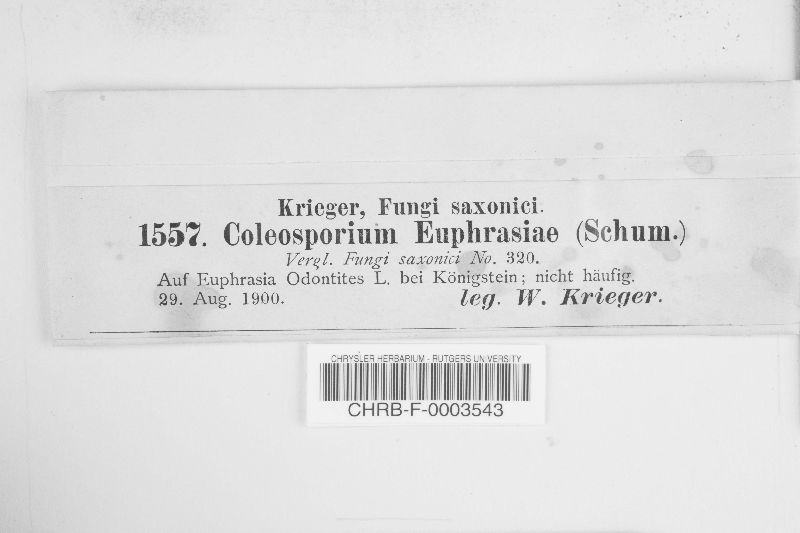 Krieger, Fungi saxonici.
1557. Coleosporium Euphrasiae (Schum.)
Vergl. Fungi saxonici No. 320.
Auf Euphrasia Odontites L. bei Königstein; nicht häufig.
29. Aug. 1900. leg. W. Krieger.
CHRYSLER HERBARIUM - RUTGERS UNIVERSITY
CHRB-F-0003543